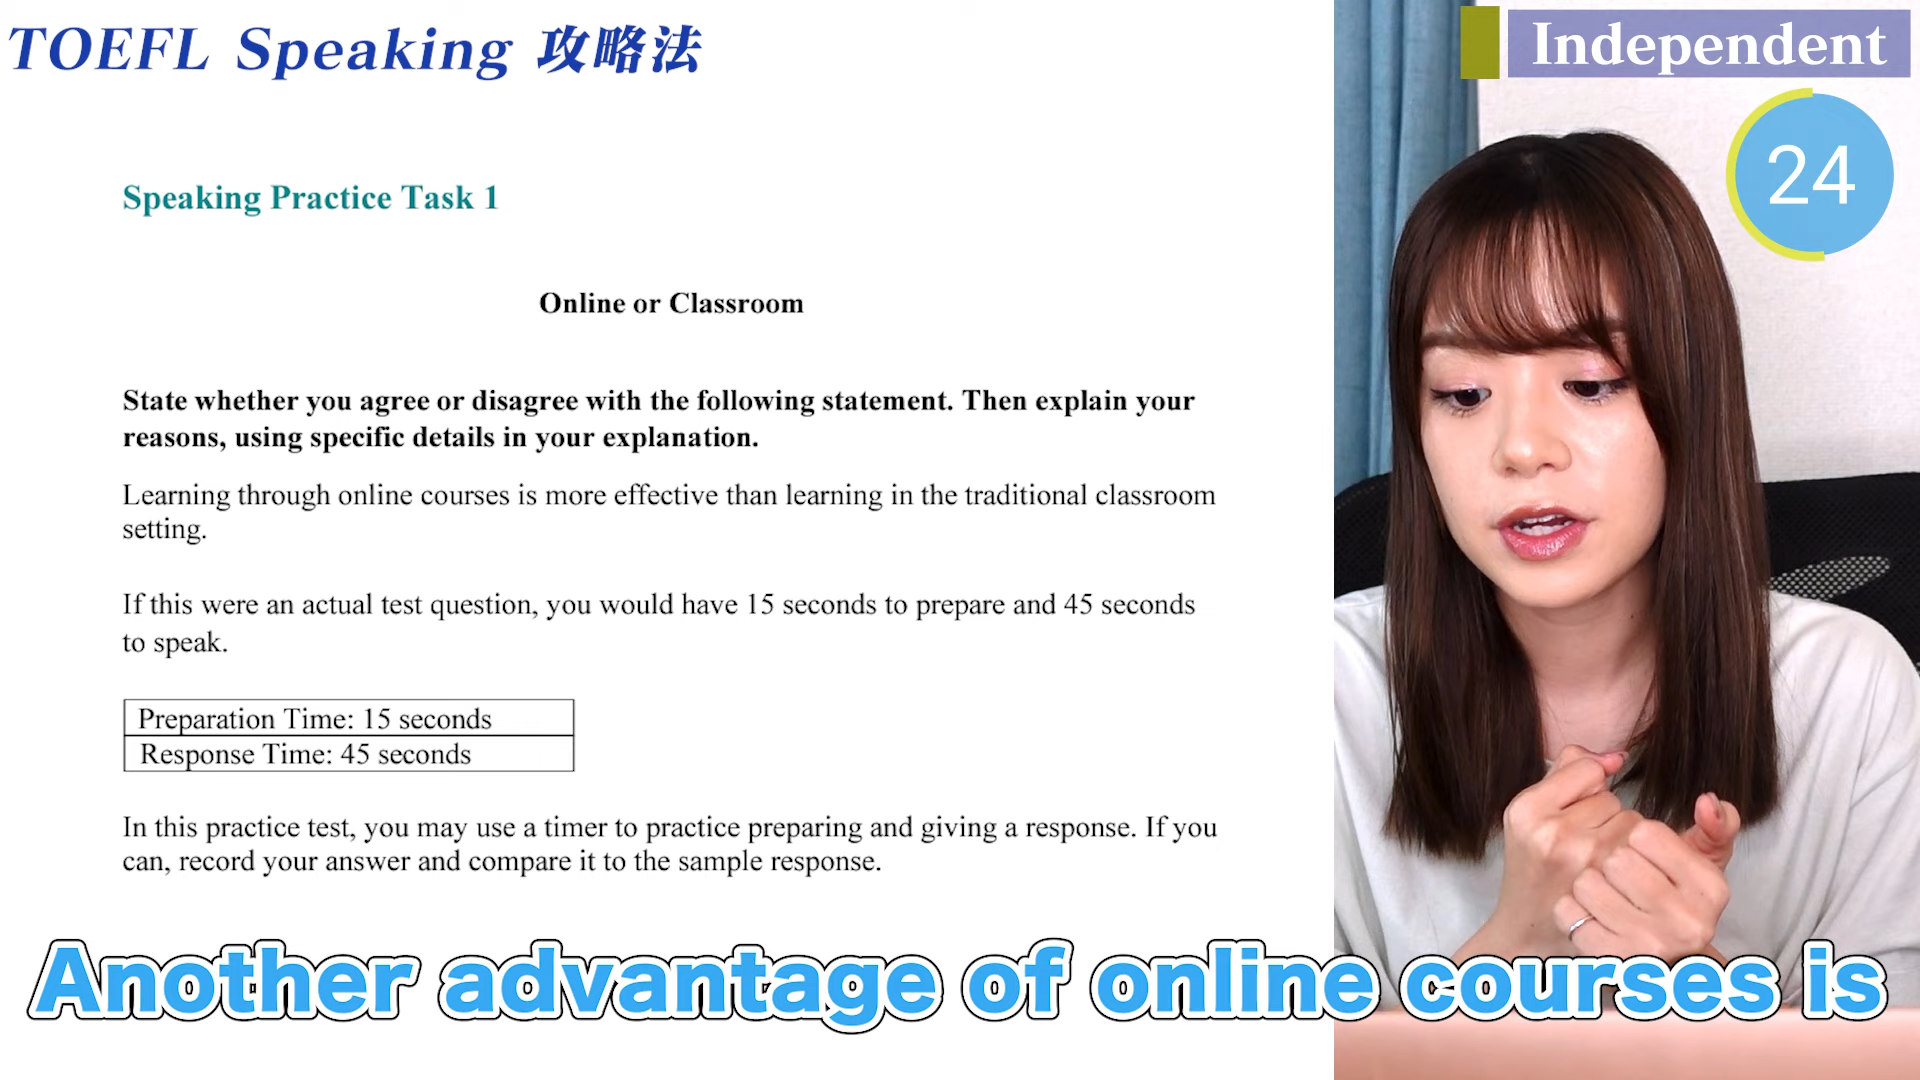 TOEFL Speaking 攻略法
Independent
24
Speaking Practice Task 1
Online or Classroom
State whether you agree or disagree with the following statement. Then explain your
reasons, using specific details in your explanation.
Learning through online courses is more effective than learning in the traditional classroom
setting.
If this were an actual test question, you would have 15 seconds to prepare and 45 seconds
to speak.
Preparation Time: 15 seconds
Response Time: 45 seconds
In this practice test, you may use a timer to practice preparing and giving a response. If you
can, record your answer and compare it to the sample response.
Another advantage of online courses is